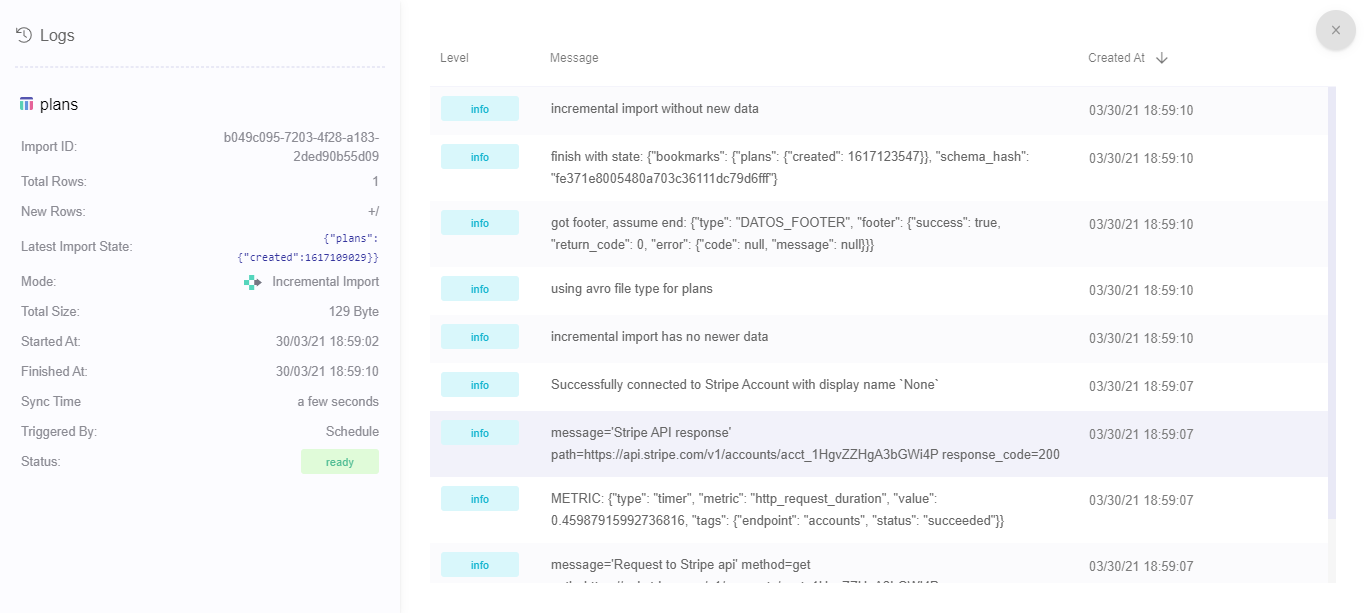 Logs
plans
Import ID: b049c095-7203-4f28-a183-
2ded90b55d09
Total Rows: 1
New Rows: +/
Latest Import State: {"plans":
{"created":1617109029}}
Mode: Incremental Import
Total Size: 129 Byte
Started At: 30/03/21 18:59:02
Finished At: 30/03/21 18:59:10
Sync Time a few seconds
Triggered By: Schedule
Status: ready
Level Message Created At
info incremental import without new data 03/30/21 18:59:10
info finish with state: {"bookmarks": {"plans": {"created": 1617123547}}, "schema_hash": 03/30/21 18:59:10
"fe371e8005480a703c36111dc79d6fff"}
info got footer, assume end: {"type": "DATOS_FOOTER", "footer": {"success": true, 03/30/21 18:59:10
"return_code": 0, "error": {"code": null, "message": null}}}
info using avro file type for plans 03/30/21 18:59:10
info incremental import has no newer data 03/30/21 18:59:10
info Successfully connected to Stripe Account with display name `None` 03/30/21 18:59:07
info message='Stripe API response' 03/30/21 18:59:07
path=https://api.stripe.com/v1/accounts/acct_1HgvZZHgA3bGWi4P response_code=200
info METRIC: {"type": "timer", "metric": "http_request_duration", "value": 03/30/21 18:59:07
0.45987915992736816, "tags": {"endpoint": "accounts", "status": "succeeded"}}
info message='Request to Stripe api' method=get 03/30/21 18:59:07